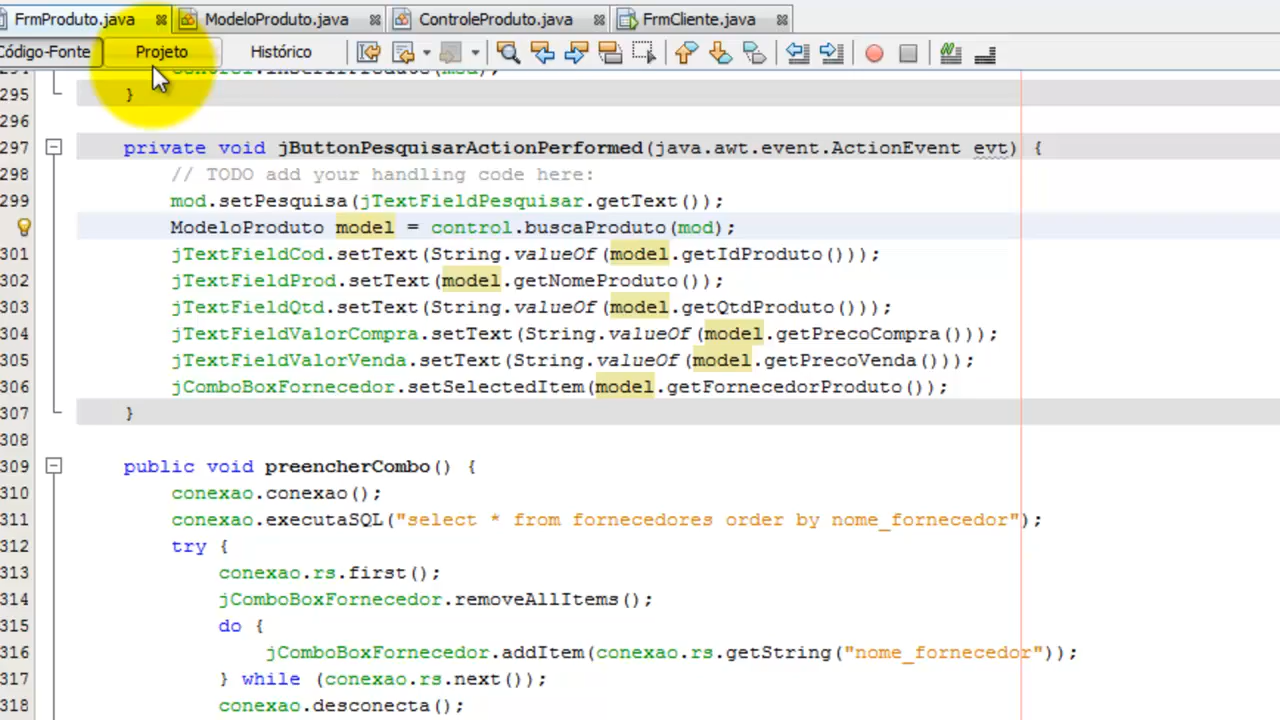 FrmProduto.java ModeloProduto.java ControleProduto.java FrmCliente.java
Código-Fonte Projeto Histórico
295 }
296
297 private void jButtonPesquisarActionPerformed(java.awt.event.ActionEvent evt) {
298 // TODO add your handling code here:
299 mod.setPesquisa(jTextFieldPesquisar.getText());
ModeloProduto model = control.buscaProduto(mod);
301 jTextFieldCod.setText(String.valueOf(model.getIdProduto()));
302 jTextFieldProd.setText(model.getNomeProduto());
303 jTextFieldQtd.setText(String.valueOf(model.getQtdProduto()));
304 jTextFieldValorCompra.setText(String.valueOf(model.getPrecoCompra()));
305 jTextFieldValorVenda.setText(String.valueOf(model.getPrecoVenda()));
306 jComboBoxFornecedor.setSelectedItem(model.getFornecedorProduto());
307 }
308
309 public void preencherCombo() {
310 conexao.conexao();
311 conexao.executaSQL("select * from fornecedores order by nome_fornecedor");
312 try {
313 conexao.rs.first();
314 jComboBoxFornecedor.removeAllItems();
315 do {
316 jComboBoxFornecedor.addItem(conexao.rs.getString("nome_fornecedor"));
317 } while (conexao.rs.next());
318 conexao.desconecta();